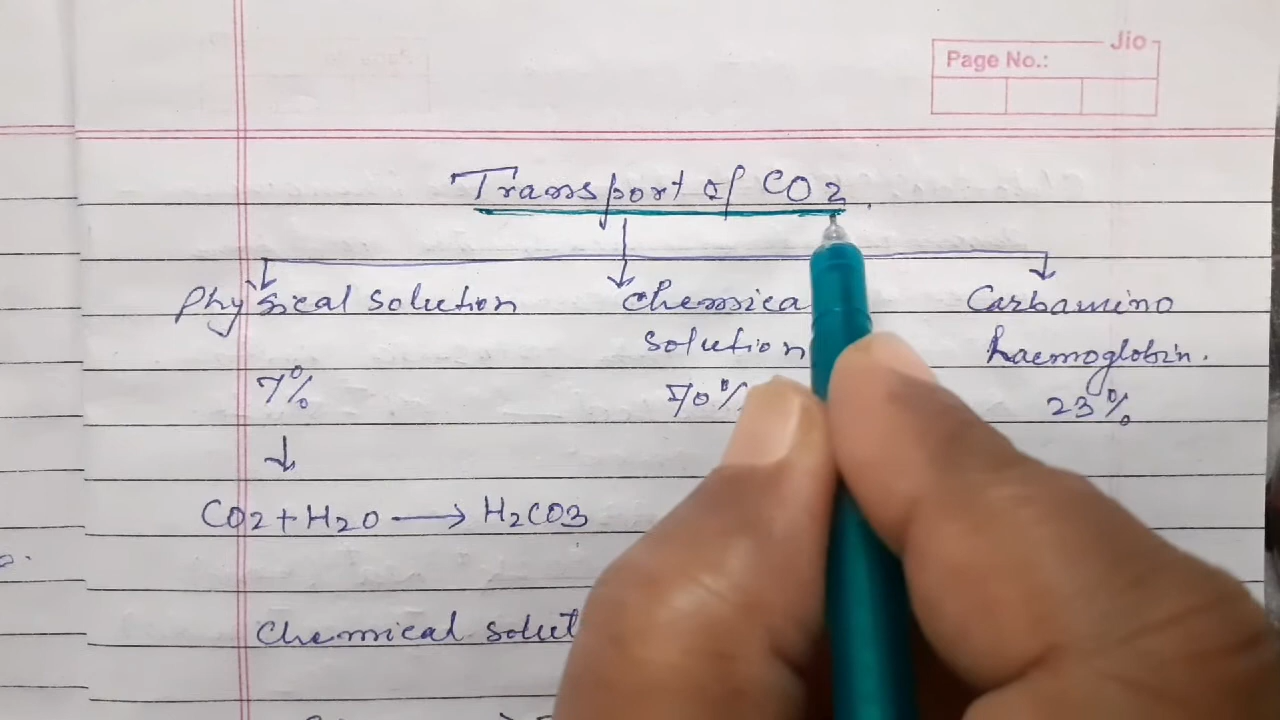 Jio
Page No.:
Transport of CO2
Physical solution
Chemica
solution
Carbamino
haemoglobin.
7%
70%
23%
CO2 + H2O → H2CO3
Chemical solut